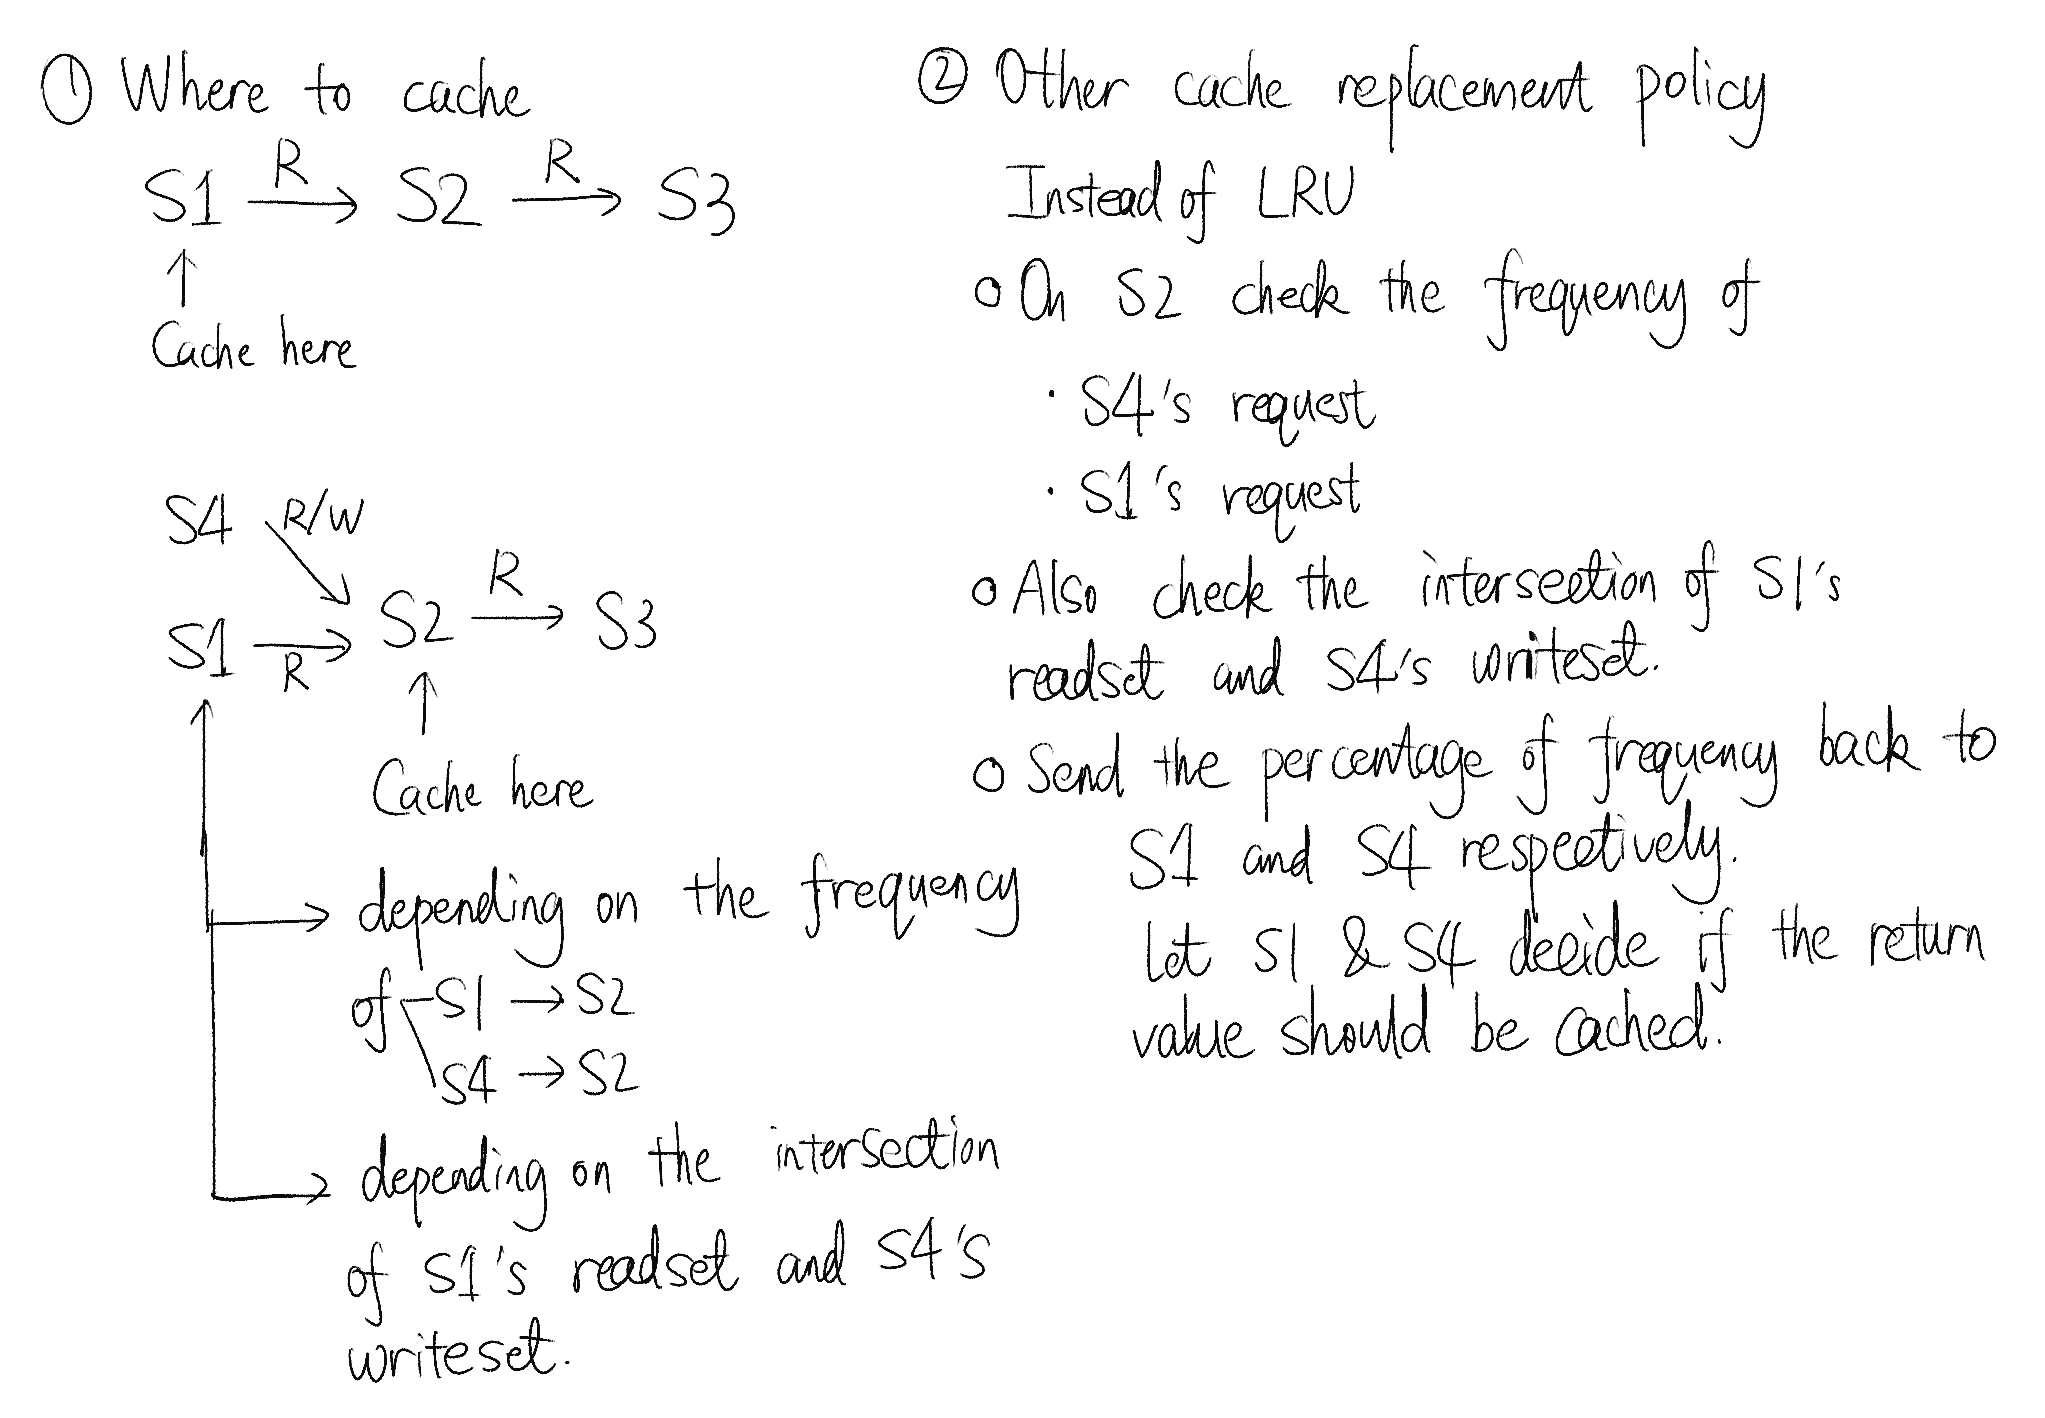 ① Where to cache
S1 R→ S2 R→ S3
↑
Cache here
S4 R/W
S1 R→ S2 R→ S3
↑
Cache here
→ depending on the frequency
of S1 → S2
S4 → S2
→ depending on the intersection
of S1's readset and S4's
writeset.
② Other cache replacement policy
Instead of LRU
o On S2 check the frequency of
· S4's request
· S1's request
o Also check the intersection of S1's
readset and S4's writeset.
o Send the percentage of frequency back to
S1 and S4 respectively.
Let S1 & S4 decide if the return
value should be cached.